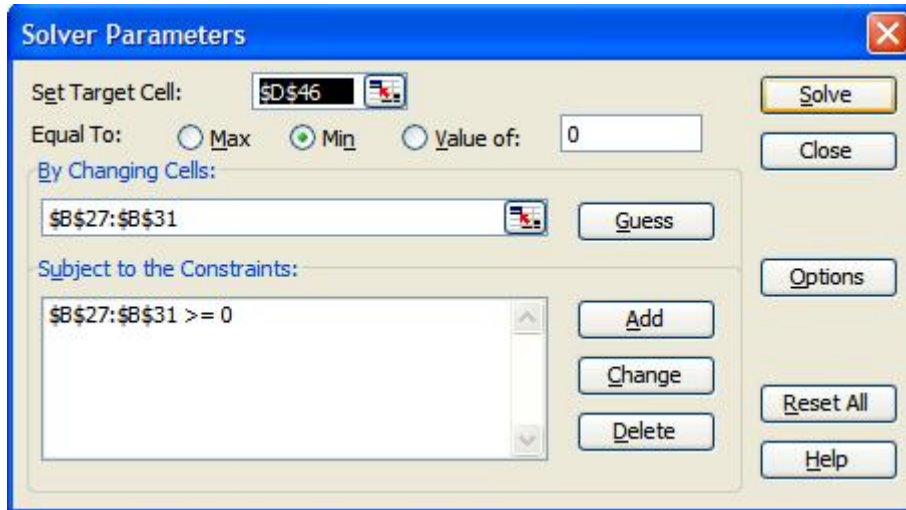 Solver Parameters
Set Target Cell: $D$46 Solve
Equal To: Max Min Value of: 0 Close
By Changing Cells:
$B$27:$B$31 Guess
Subject to the Constraints: Options
$B$27:$B$31 >= 0 Add
Change
Reset All
Delete
Help